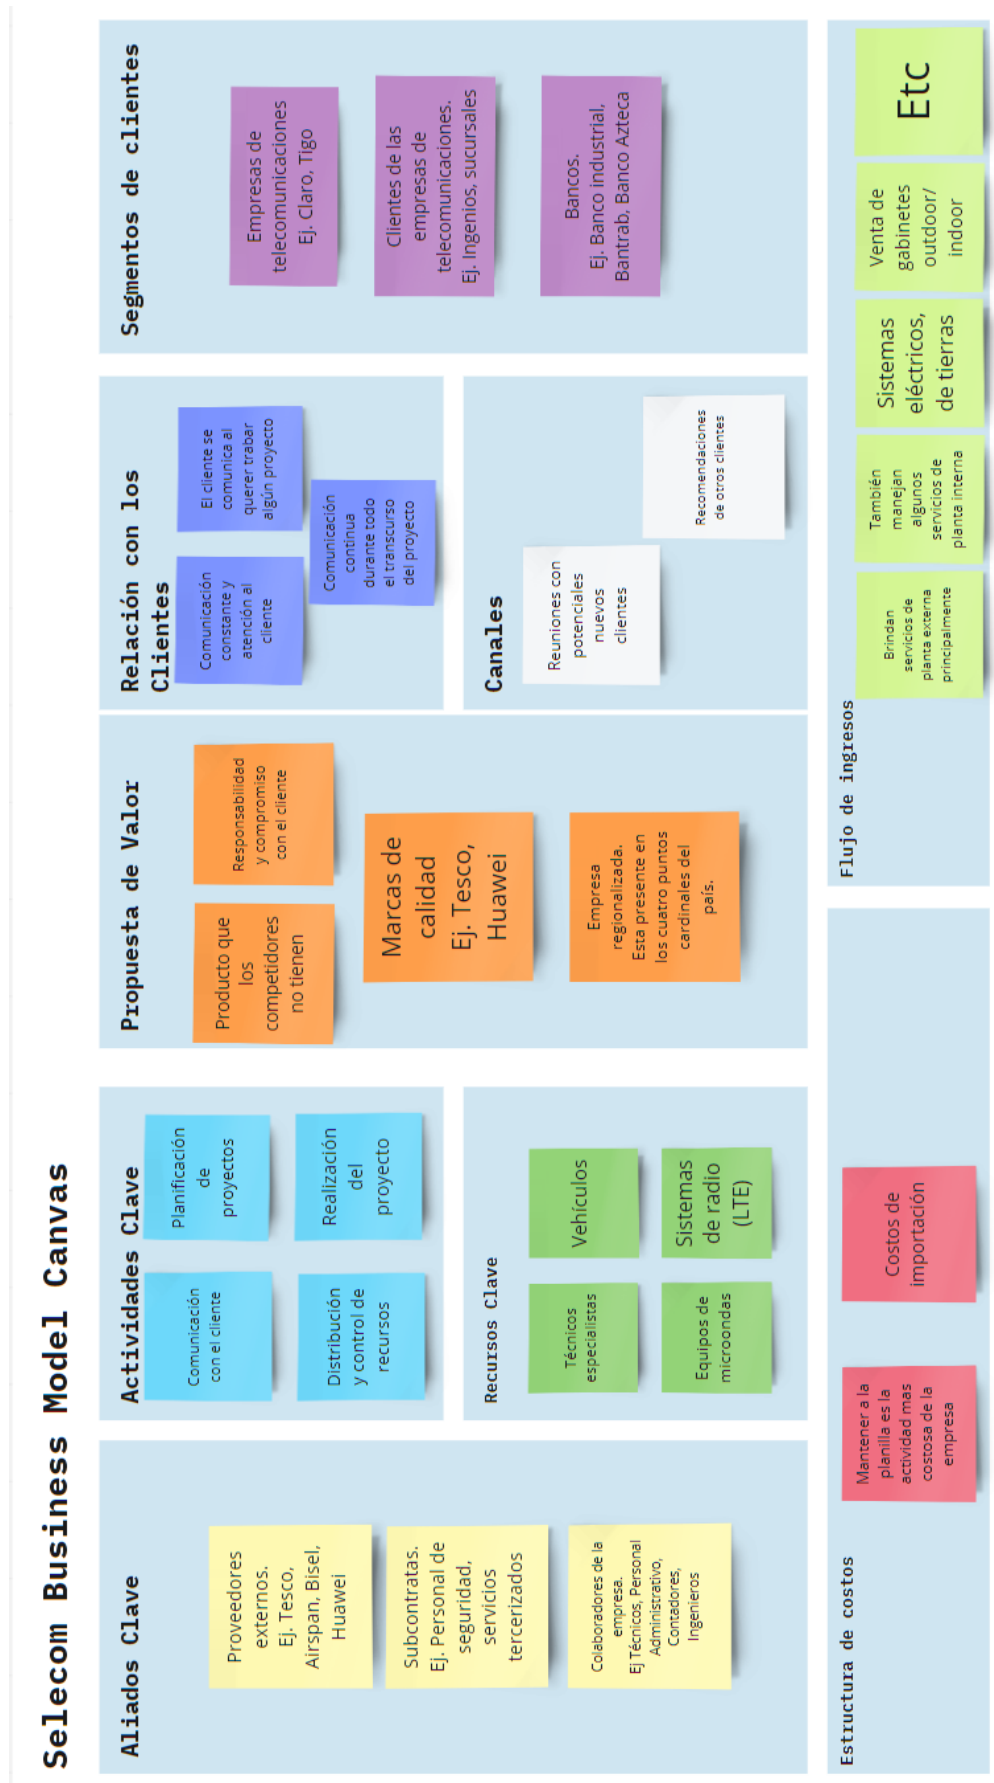 Selecom Business Model Canvas
Aliados Clave
Proveedores
externos.
Ej. Tesco,
Airspan, Bisel,
Huawei
Subcontratas.
Ej. Personal de
seguridad,
servicios
tercerizados
Colaboradores de la
empresa.
Ej Técnicos, Personal
Administrativo,
Contadores,
Ingenieros
Actividades Clave
Comunicación
con el cliente
Planificación
de
proyectos
Distribución
y control de
recursos
Realización
del
proyecto
Recursos Clave
Técnicos
especialistas
Vehículos
Equipos de
microondas
Sistemas
de radio
(LTE)
Propuesta de Valor
Producto que
los
competidores
no tienen
Responsabilidad
y compromiso
con el cliente
Marcas de
calidad
Ej. Tesco,
Huawei
Empresa
regionalizada.
Esta presente en
los cuatro puntos
cardinales del
país.
Relación con los
Clientes
Comunicación
constante y
atención al
cliente
El cliente se
comunica al
querer trabar
algún proyecto
Comunicación
continua
durante todo
el transcurso
del proyecto
Canales
Reuniones con
potenciales
nuevos
clientes
Recomendaciones
de otros clientes
Segmentos de clientes
Empresas de
telecomunicaciones
Ej. Claro, Tigo
Clientes de las
empresas de
telecomunicaciones.
Ej. Ingenios, sucursales
Bancos.
Ej. Banco industrial,
Bantrab, Banco Azteca
Estructura de costos
Mantener a la
planilla es la
actividad mas
costosa de la
empresa
Costos de
importación
Flujo de ingresos
Brindan
servicios de
planta externa
principalmente
También
manejan
algunos
servicios de
planta interna
Sistemas
eléctricos,
de tierras
Venta de
gabinetes
outdoor/
indoor
Etc